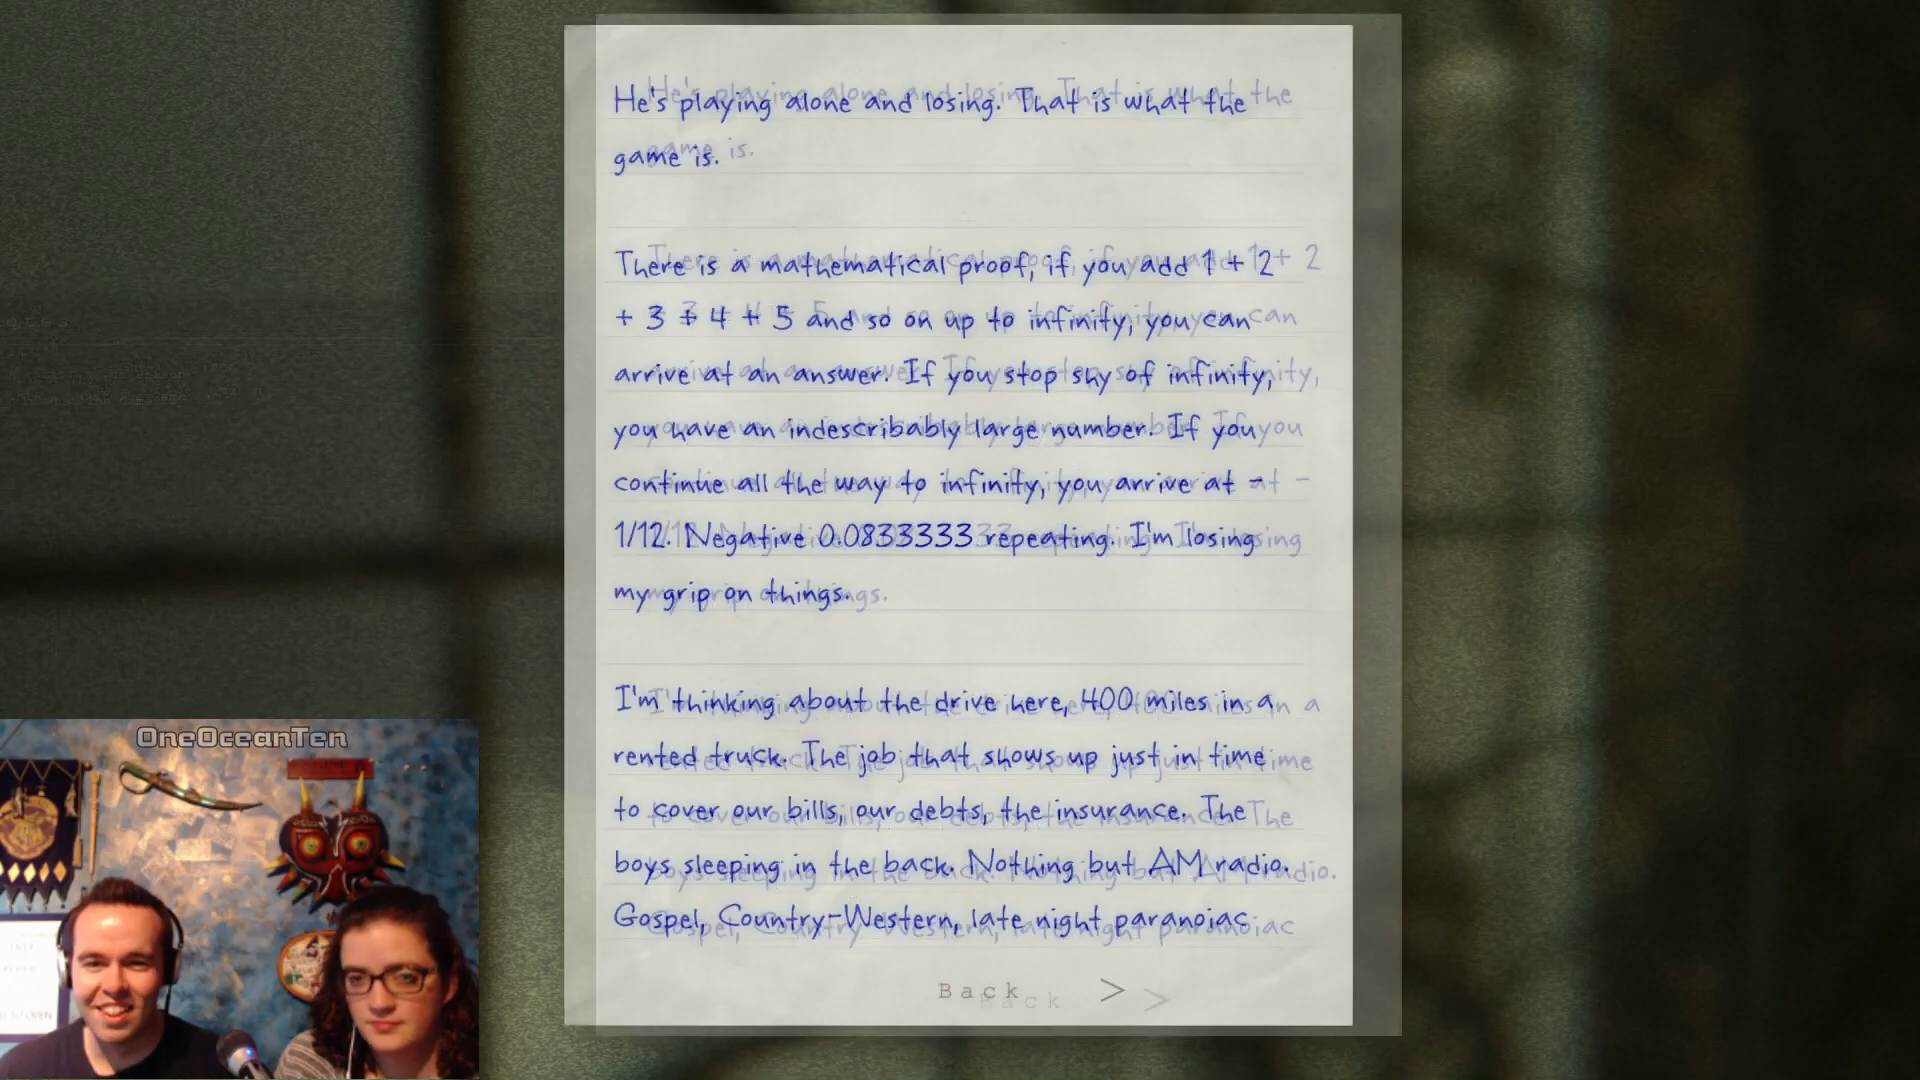 He's playing alone and losing. That is what the
game is.
There is a mathematical proof, if you add 1 + 2
+ 3 + 4 + 5 and so on up to infinity, you can
arrive at an answer. If you stop shy of infinity,
you have an indescribably large number. If you
continue all the way to infinity, you arrive at -
1/12. Negative 0.0833333 repeating. I'm losing
my grip on things.
I'm thinking about the drive here, 400 miles in a
rented truck. The job that shows up just in time
to cover our bills, our debts, the insurance. The
boys sleeping in the back. Nothing but AM radio.
Gospel, Country-Western, late night paranoiac
Back >
OneOceanTen